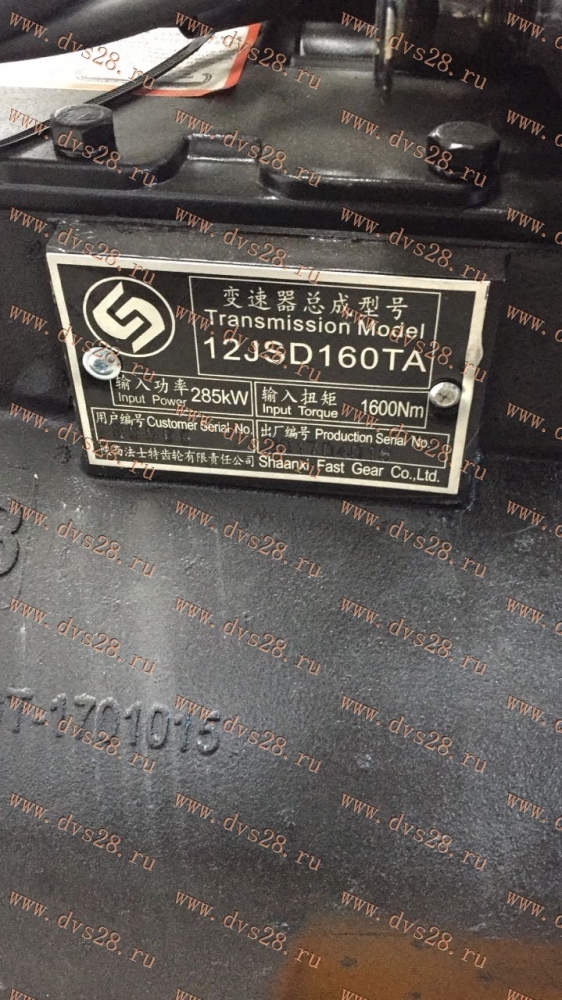 变速器总成型号
Transmission Model
12JSD160TA
输入功率 Input Power 285kW 输入扭矩 Input Torque 1600Nm
用户编号 Customer Serial No. 出厂编号 Production Serial No.
陕西法士特齿轮有限责任公司 Shaanxi Fast Gear Co.,Ltd.
T-1701015
www.dvs28.ru